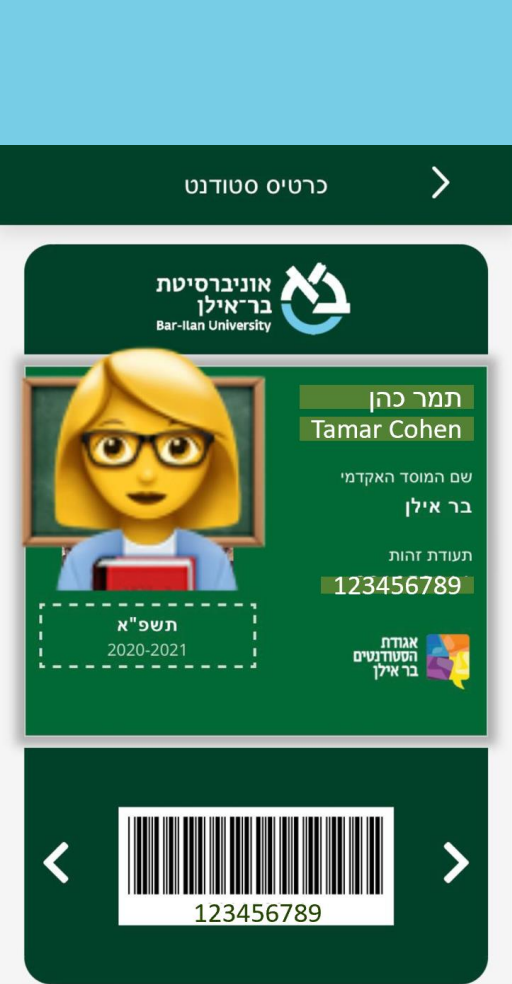 כרטיס סטודנט
אוניברסיטת
בר־אילן
Bar-Ilan University
תמר כהן
Tamar Cohen
שם המוסד האקדמי
בר אילן
תעודת זהות
123456789
תשפ"א
2020-2021
אגודת
הסטודנטים
בר אילן
123456789